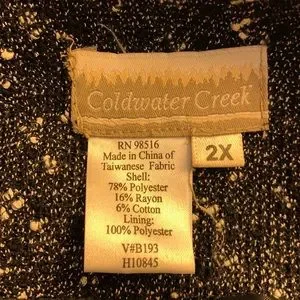 Coldwater Creek
2X
RN 98516
Made in China of
Taiwanese Fabric
Shell:
78% Polyester
16% Rayon
6% Cotton
Lining:
100% Polyester
V#B193
H10845